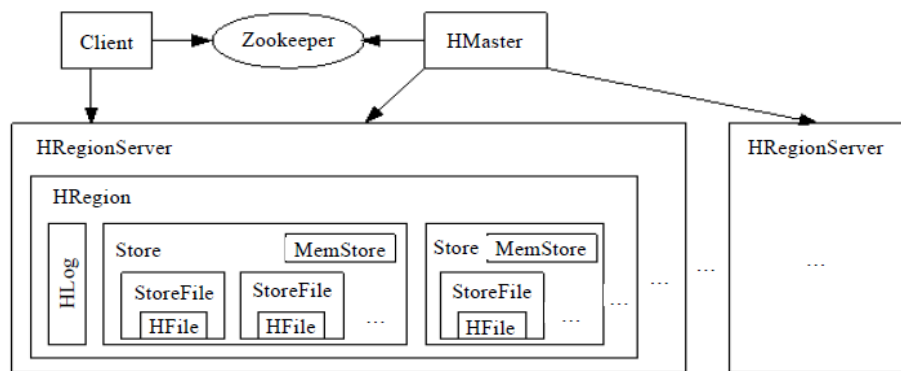 Client
Zookeeper
HMaster
HRegionServer
HRegionServer
HRegion
HLog
Store
MemStore
StoreFile
HFile
StoreFile
HFile
...
Store
MemStore
StoreFile
HFile
...
...
...
...
...